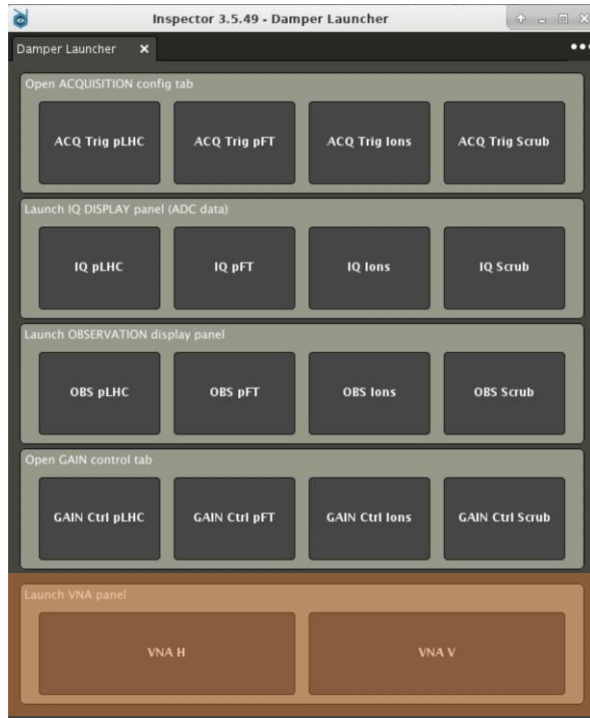 Inspector 3.5.49 - Damper Launcher
Damper Launcher
Open ACQUISITION config tab
ACQ Trig pLHC ACQ Trig pFT ACQ Trig Ions ACQ Trig Scrub
Launch IQ DISPLAY panel (ADC data)
IQ pLHC IQ pFT IQ Ions IQ Scrub
Launch OBSERVATION display panel
OBS pLHC OBS pFT OBS Ions OBS Scrub
Open GAIN control tab
GAIN Ctrl pLHC GAIN Ctrl pFT GAIN Ctrl Ions GAIN Ctrl Scrub
Launch VNA panel
VNA H VNA V